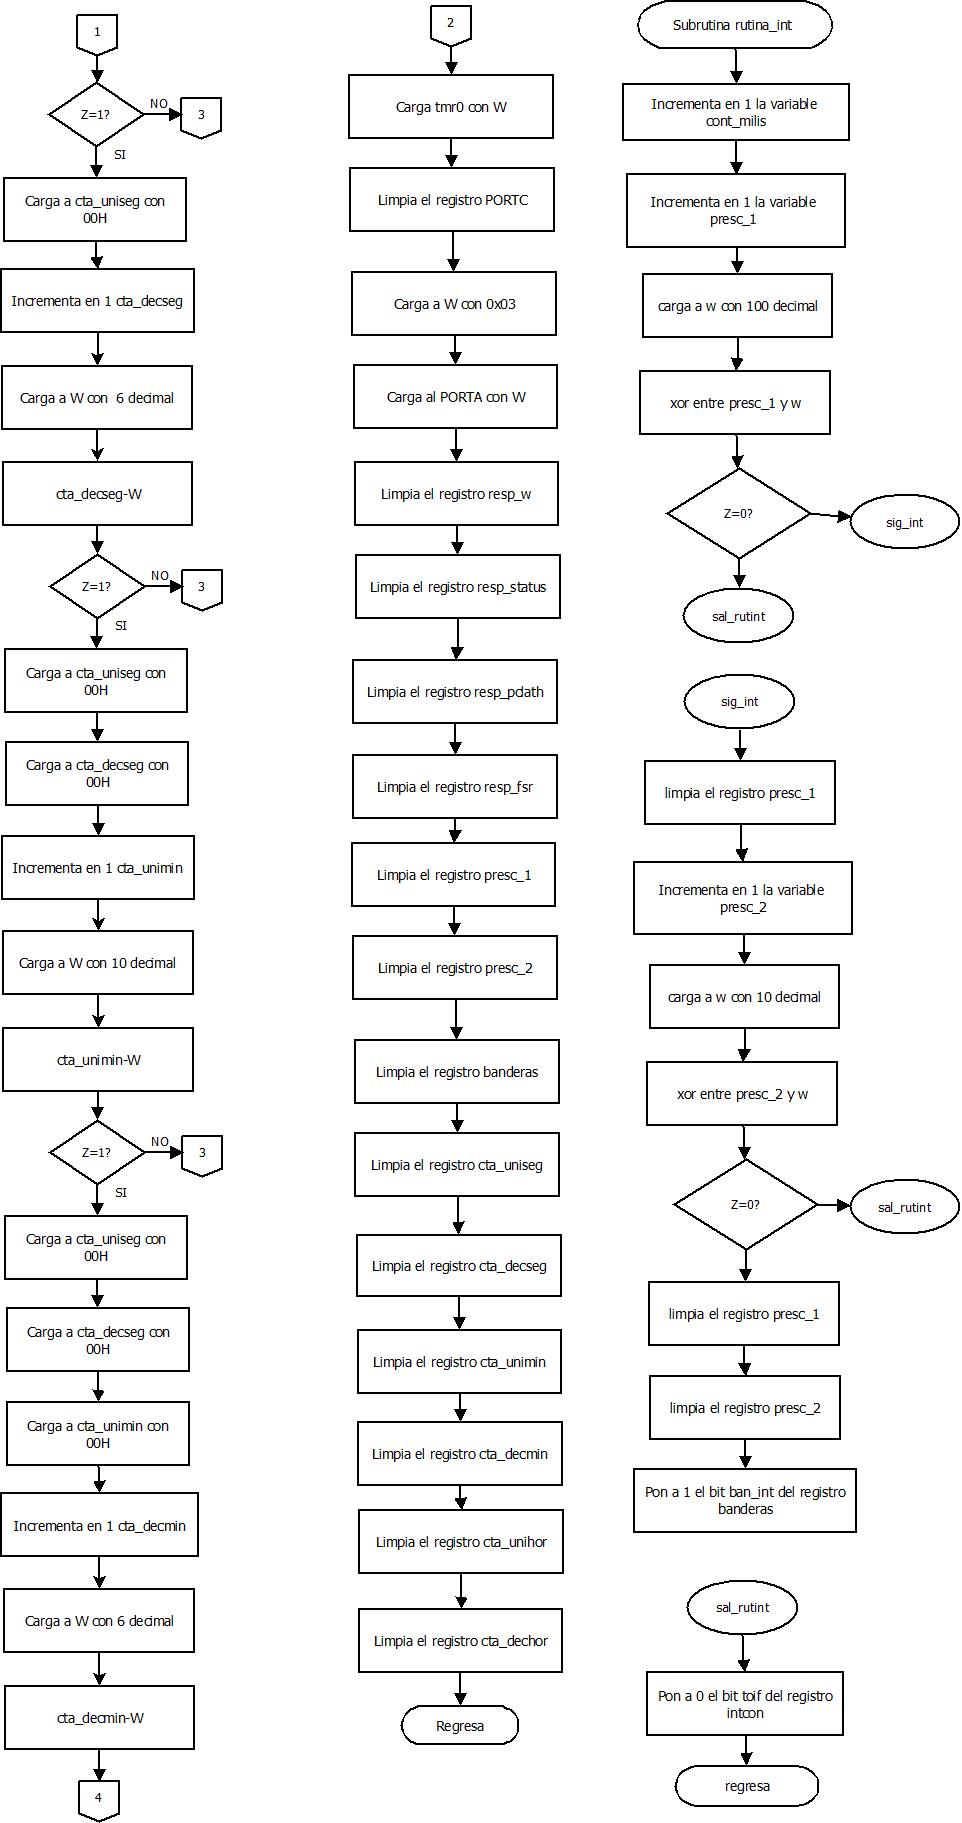 1
Z=1?
NO
3
SI
Carga a cta_uniseg con
00H
Incrementa en 1 cta_decseg
Carga a W con 6 decimal
cta_decseg-W
Z=1?
NO
3
SI
Carga a cta_uniseg con
00H
Carga a cta_decseg con
00H
Incrementa en 1 cta_unimin
Carga a W con 10 decimal
cta_unimin-W
Z=1?
NO
3
SI
Carga a cta_uniseg con
00H
Carga a cta_decseg con
00H
Carga a cta_unimin con
00H
Incrementa en 1 cta_decmin
Carga a W con 6 decimal
cta_decmin-W
4
2
Carga tmr0 con W
Limpia el registro PORTC
Carga a W con 0x03
Carga al PORTA con W
Limpia el registro resp_w
Limpia el registro resp_status
Limpia el registro resp_pclath
Limpia el registro resp_fsr
Limpia el registro presc_1
Limpia el registro presc_2
Limpia el registro banderas
Limpia el registro cta_uniseg
Limpia el registro cta_decseg
Limpia el registro cta_unimin
Limpia el registro cta_decmin
Limpia el registro cta_unihor
Limpia el registro cta_dechor
Regresa
Subrutina rutina_int
Incrementa en 1 la variable
cont_milis
Incrementa en 1 la variable
presc_1
carga a w con 100 decimal
xor entre presc_1 y w
Z=0?
sig_int
sal_rutint
sig_int
limpia el registro presc_1
Incrementa en 1 la variable
presc_2
carga a w con 10 decimal
xor entre presc_2 y w
Z=0?
sal_rutint
limpia el registro presc_1
limpia el registro presc_2
Pon a 1 el bit ban_int del registro
banderas
sal_rutint
Pon a 0 el bit toif del registro
intcon
regresa